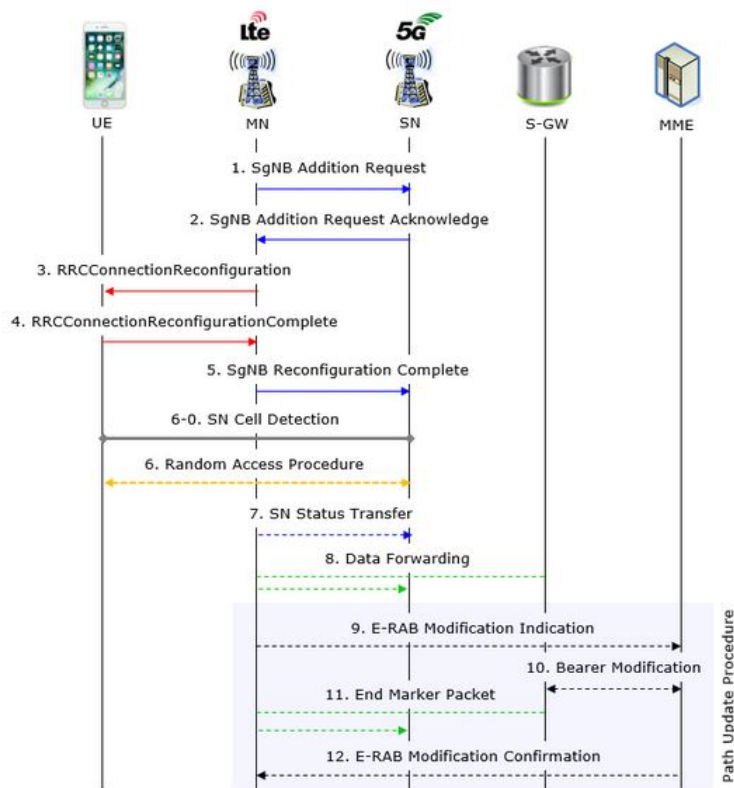 Lte
5G
UE
MN
SN
S-GW
MME
1. SgNB Addition Request
2. SgNB Addition Request Acknowledge
3. RRCConnectionReconfiguration
4. RRCConnectionReconfigurationComplete
5. SgNB Reconfiguration Complete
6-0. SN Cell Detection
6. Random Access Procedure
7. SN Status Transfer
8. Data Forwarding
9. E-RAB Modification Indication
10. Bearer Modification
11. End Marker Packet
12. E-RAB Modification Confirmation
Path Update Procedure